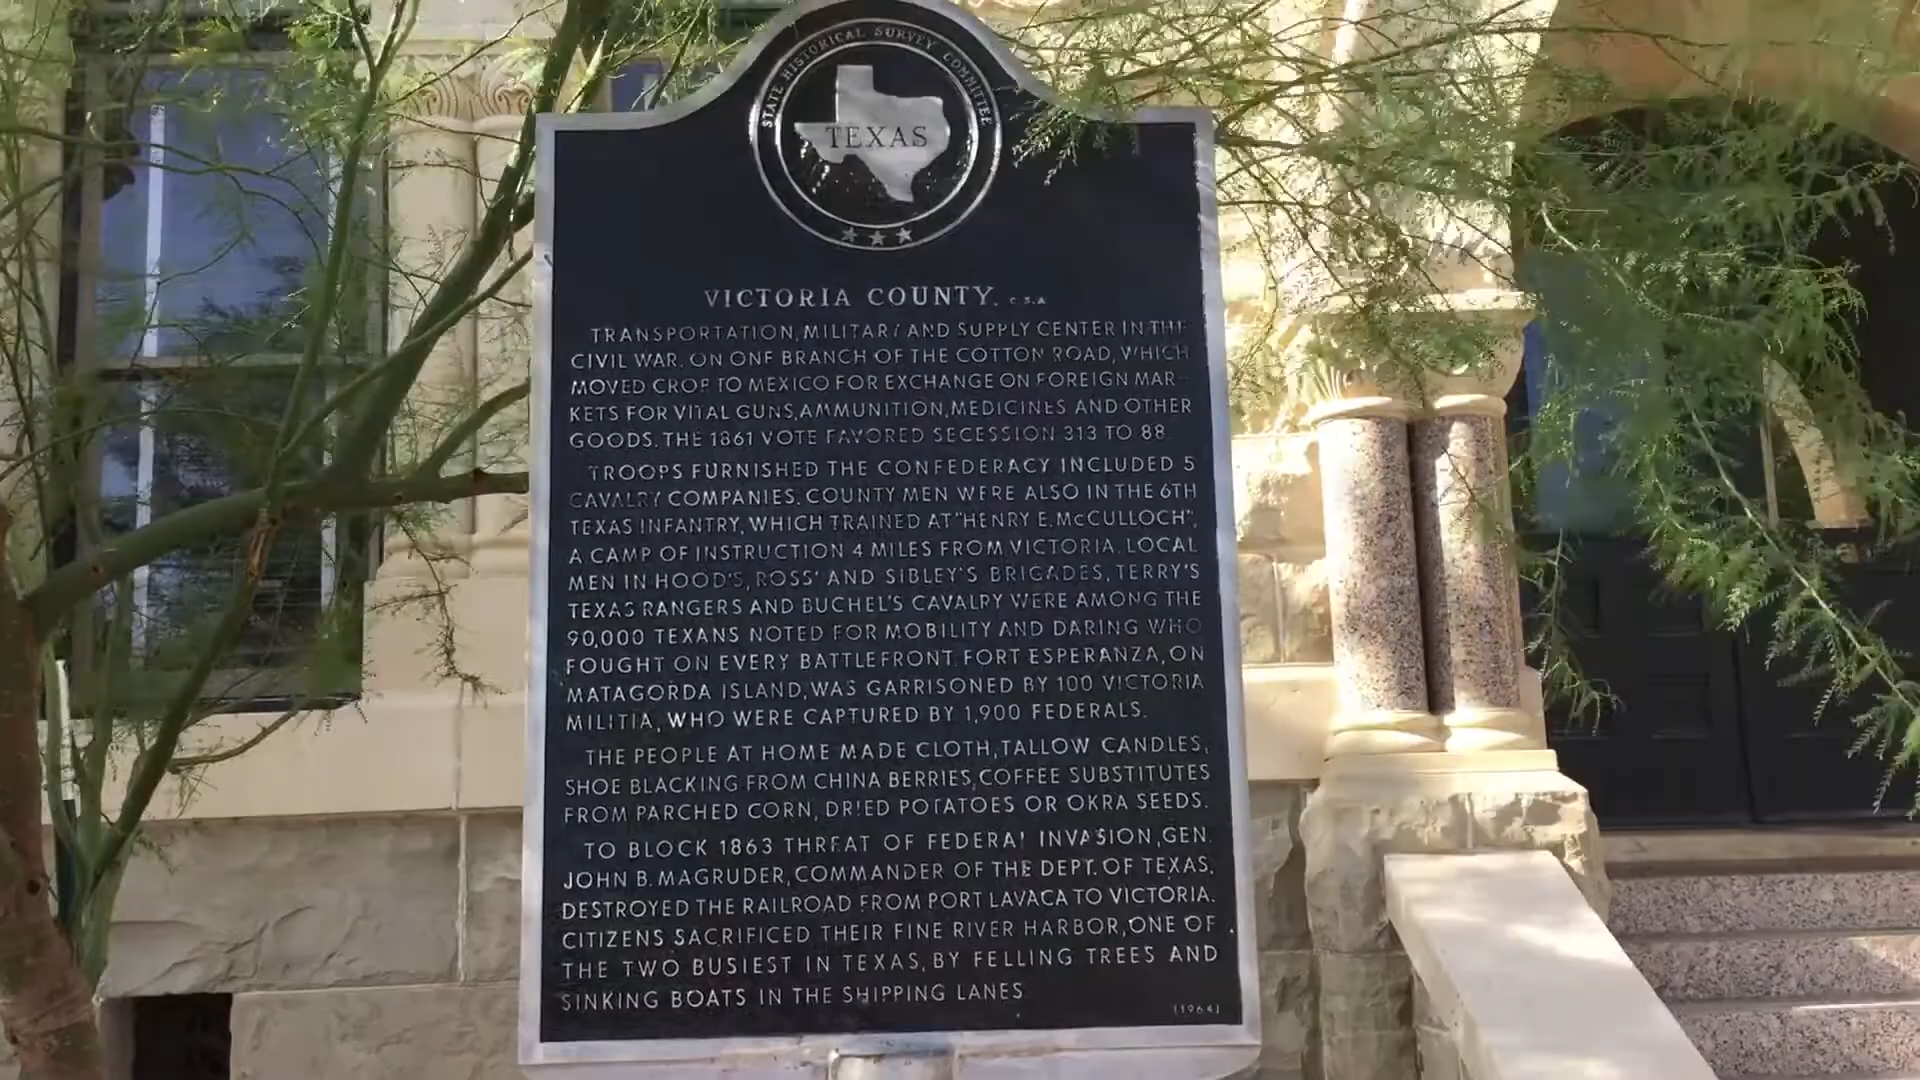 STATE HISTORICAL SURVEY COMMITTEE
TEXAS
VICTORIA COUNTY, C.S.A.
TRANSPORTATION, MILITARY AND SUPPLY CENTER IN THE
CIVIL WAR. ON ONE BRANCH OF THE COTTON ROAD, WHICH
MOVED CROP TO MEXICO FOR EXCHANGE ON FOREIGN MAR-
KETS FOR VITAL GUNS, AMMUNITION, MEDICINES AND OTHER
GOODS. THE 1861 VOTE FAVORED SECESSION 313 TO 88.
TROOPS FURNISHED THE CONFEDERACY INCLUDED 5
CAVALRY COMPANIES. COUNTY MEN WERE ALSO IN THE 6TH
TEXAS INFANTRY, WHICH TRAINED AT "HENRY E. McCULLOCH",
A CAMP OF INSTRUCTION 4 MILES FROM VICTORIA. LOCAL
MEN IN HOOD'S, ROSS' AND SIBLEY'S BRIGADES, TERRY'S
TEXAS RANGERS AND BUCHEL'S CAVALRY WERE AMONG THE
90,000 TEXANS NOTED FOR MOBILITY AND DARING WHO
FOUGHT ON EVERY BATTLEFRONT. FORT ESPERANZA, ON
MATAGORDA ISLAND, WAS GARRISONED BY 100 VICTORIA
MILITIA, WHO WERE CAPTURED BY 1,900 FEDERALS.
THE PEOPLE AT HOME MADE CLOTH, TALLOW CANDLES,
SHOE BLACKING FROM CHINA BERRIES, COFFEE SUBSTITUTES
FROM PARCHED CORN, DRIED POTATOES OR OKRA SEEDS.
TO BLOCK 1863 THREAT OF FEDERAL INVASION, GEN.
JOHN B. MAGRUDER, COMMANDER OF THE DEPT. OF TEXAS,
DESTROYED THE RAILROAD FROM PORT LAVACA TO VICTORIA.
CITIZENS SACRIFICED THEIR FINE RIVER HARBOR, ONE OF
THE TWO BUSIEST IN TEXAS, BY FELLING TREES AND
SINKING BOATS IN THE SHIPPING LANES.
(1964)